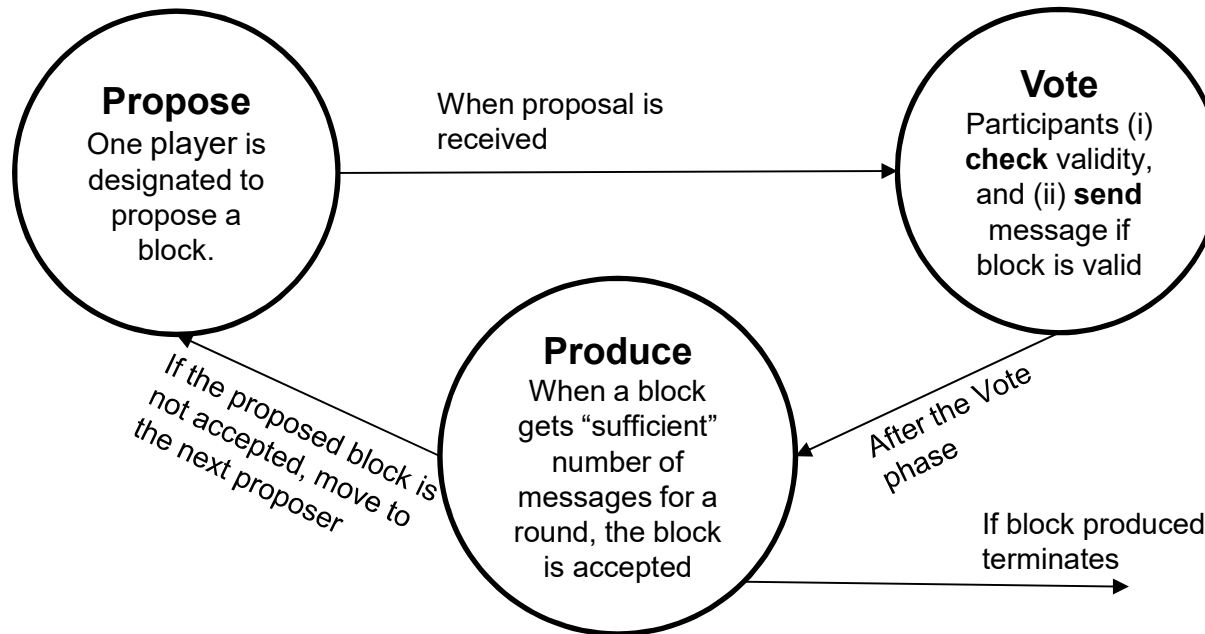 Propose
One player is
designated to
propose a
block.
When proposal is
received
Vote
Participants (i)
check validity,
and (ii) send
message if
block is valid
After the Vote
phase
Produce
When a block
gets “sufficient”
number of
messages for a
round, the block
is accepted
If the proposed block is
not accepted, move to
the next proposer
If block produced
terminates